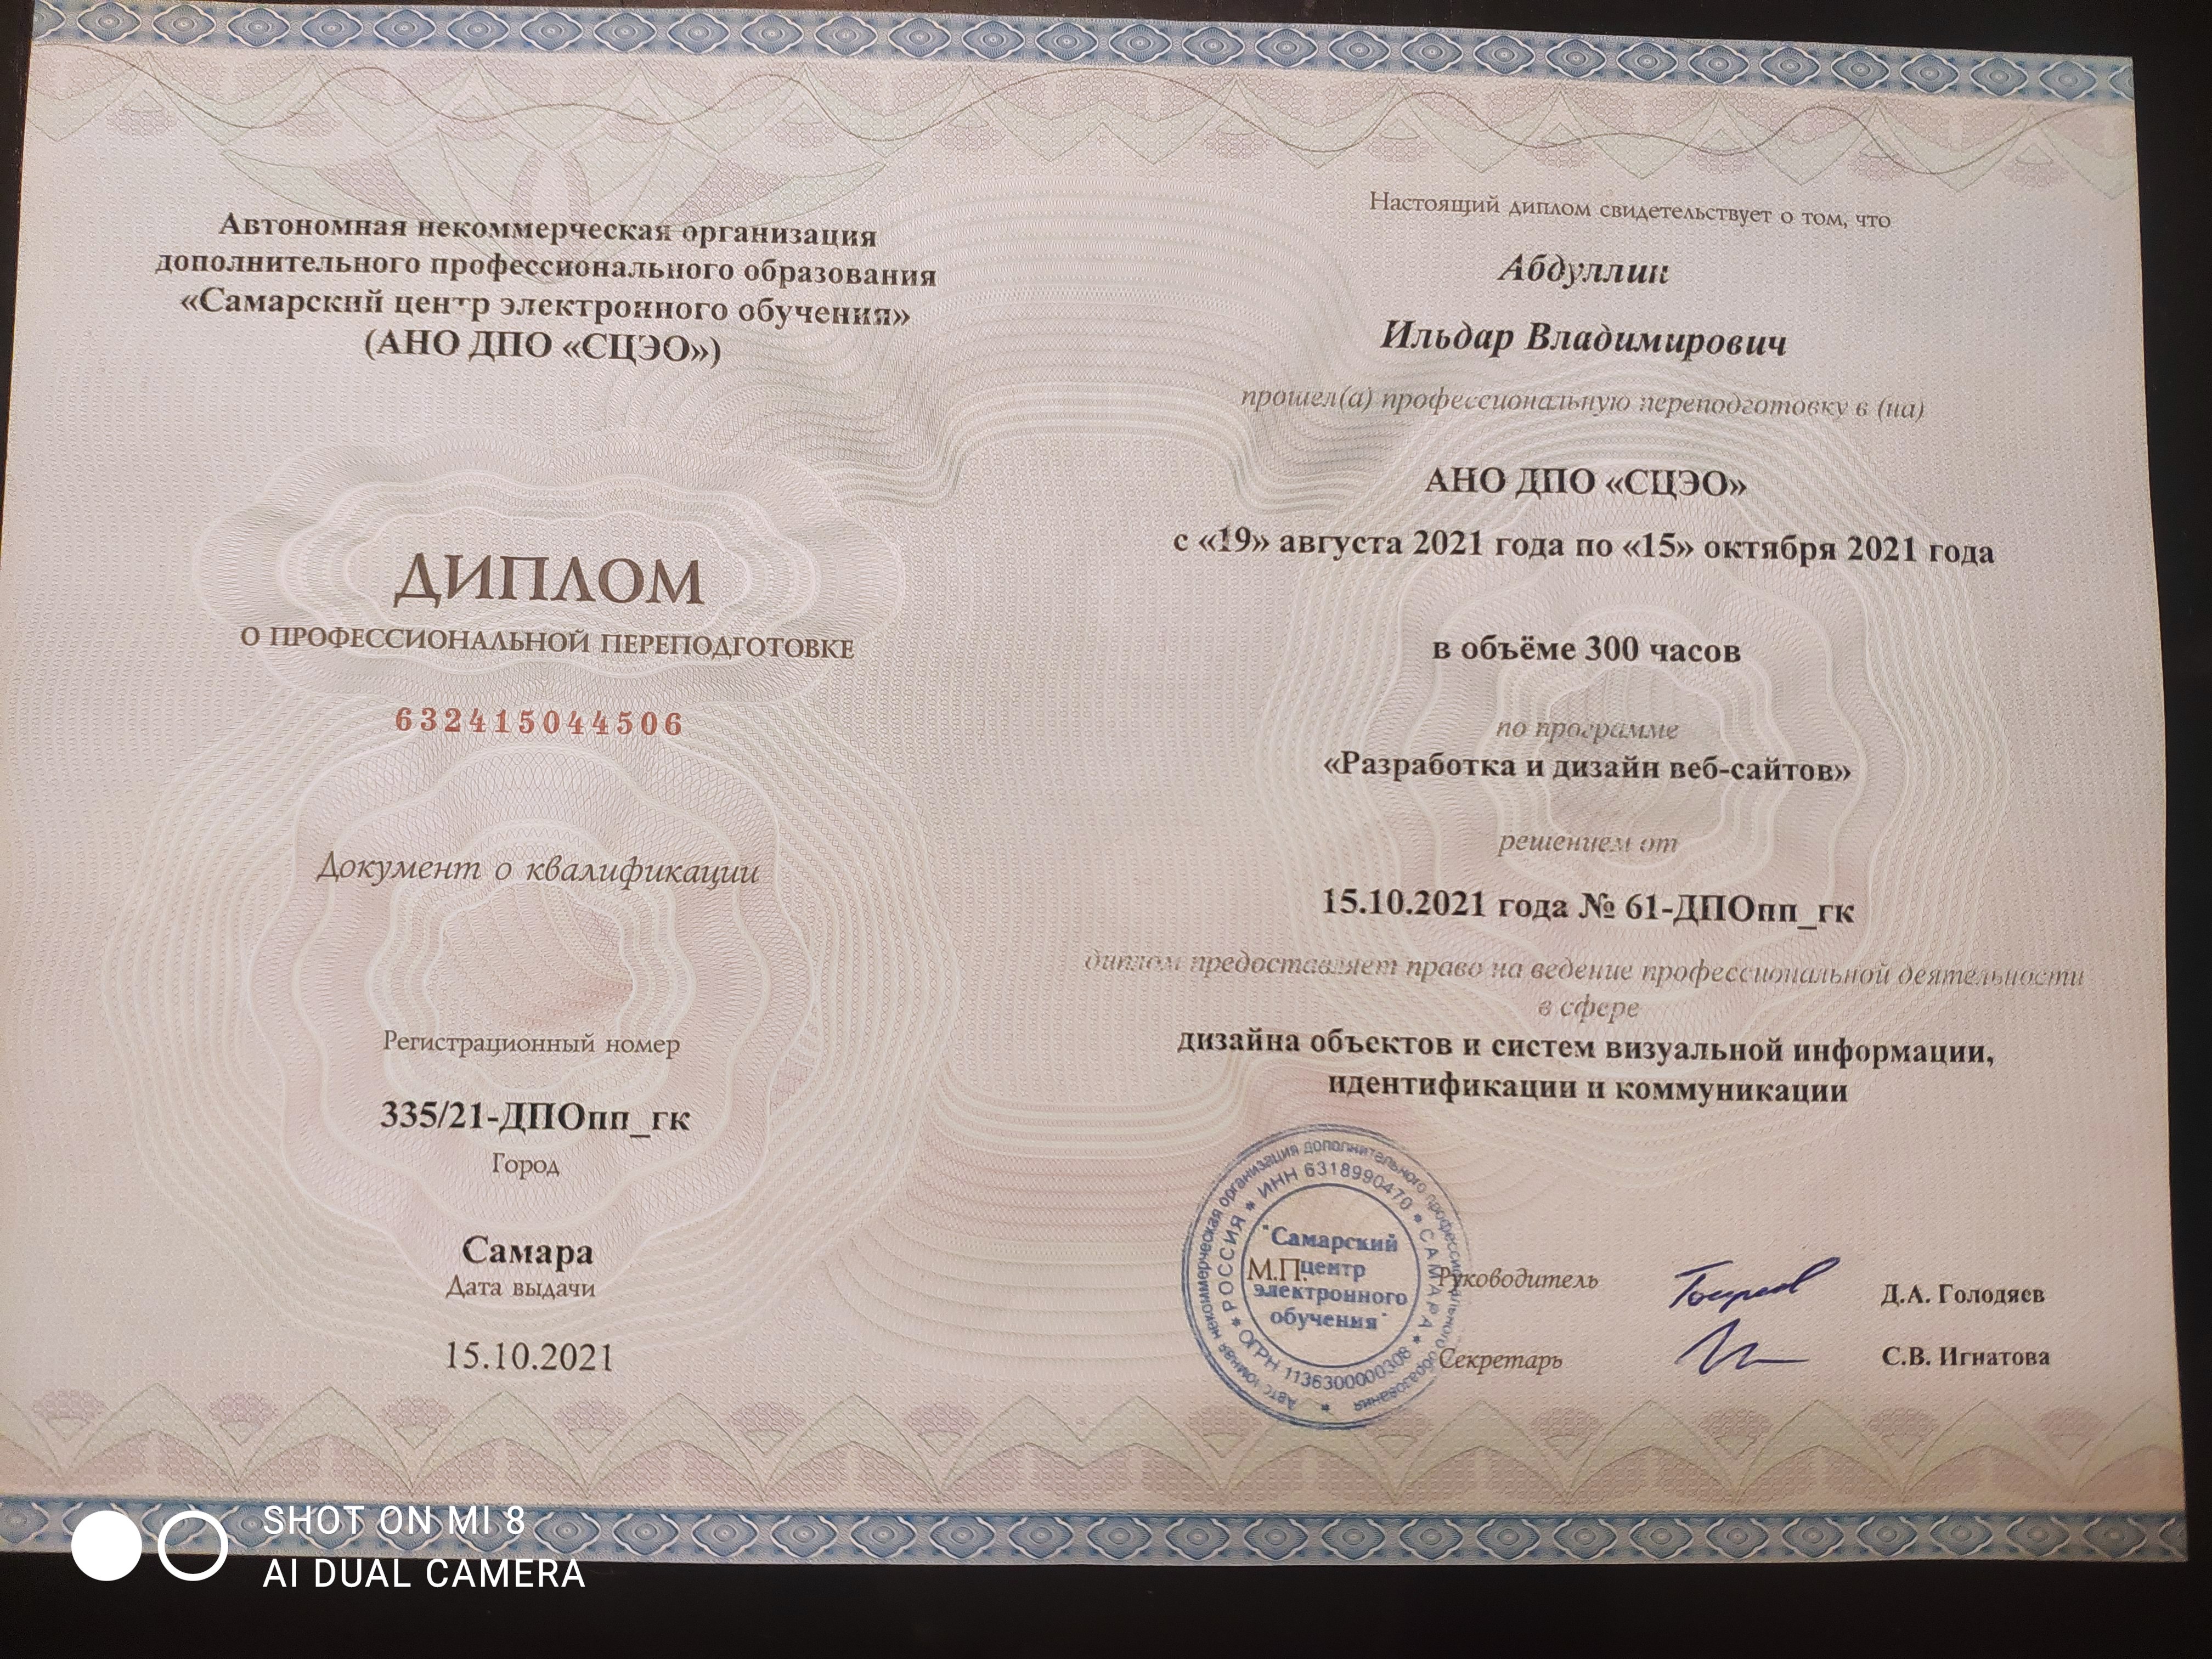 Автономная некоммерческая организация
дополнительного профессионального образования
«Самарский центр электронного обучения»
(АНО ДПО «СЦЭО»)
ДИПЛОМ
О ПРОФЕССИОНАЛЬНОЙ ПЕРЕПОДГОТОВКЕ
632415044506
Документ о квалификации
Регистрационный номер
335/21-ДПОпп_гк
Город
Самара
Дата выдачи
15.10.2021
Настоящий диплом свидетельствует о том, что
Абдуллин
Ильдар Владимирович
прошел(а) профессиональную переподготовку в (на)
АНО ДПО «СЦЭО»
с «19» августа 2021 года по «15» октября 2021 года
в объёме 300 часов
по программе
«Разработка и дизайн веб-сайтов»
решением от
15.10.2021 года № 61-ДПОпп_гк
диплом предоставляет право на ведение профессиональной деятельности
в сфере
дизайна объектов и систем визуальной информации,
идентификации и коммуникации
Автономная некоммерческая организация дополнительного профессионального образования *
* РОССИЯ * ИНН 6318990470 * САМАРА * ОГРН 1136300000308
"Самарский
центр
электронного
обучения"
М.П.
Руководитель
Д.А. Голодяев
Секретарь
С.В. Игнатова
SHOT ON MI 8
AI DUAL CAMERA